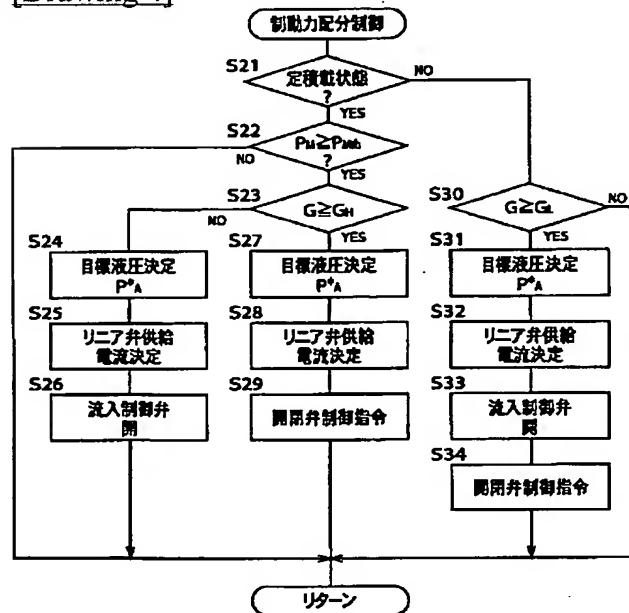 制動力配分制御
S21
定積載状態
?
NO
YES
S22
PM≧PMth
?
NO
YES
S23
G≧GH
NO
YES
S30
G≧GL
NO
YES
S24
目標液圧決定
P*A
S25
リニア弁供給
電流決定
S26
流入制御弁
開
S27
目標液圧決定
P*A
S28
リニア弁供給
電流決定
S29
開閉弁制御指令
S31
目標液圧決定
P*A
S32
リニア弁供給
電流決定
S33
流入制御弁
S34
開閉弁制御指令
リターン